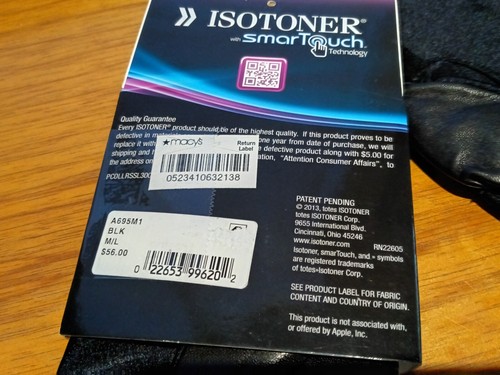 ISOTONER®
with smarTouch™
Technology
Quality Guarantee
Every ISOTONER® product should be of the highest quality. If this product proves to be
defective in one year from date of purchase, we will
replace it defective product along with $5.00 for
shipping and "Attention Consumer Affairs", to
the address on
★macy's
Return
Label
0523410632138
A695M1
BLK
M/L
$56.00
0 22653 99620 2
PATENT PENDING
© 2013, totes ISOTONER
totes ISOTONER Corp.
9655 International Blvd.
Cincinnati, Ohio 45246
www.isotoner.com RN22605
Isotoner, smarTouch, and » symbols
are registered trademarks
of totes»Isotoner Corp.
SEE PRODUCT LABEL FOR FABRIC
CONTENT AND COUNTRY OF ORIGIN.
This product is not associated with,
or offered by Apple, Inc.